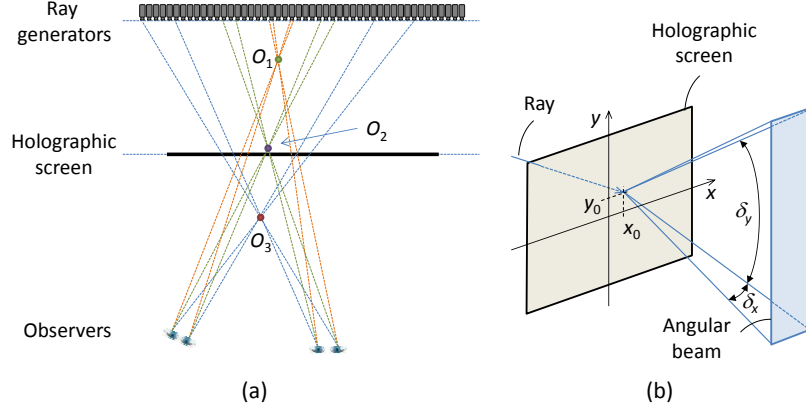 Ray
generators
O1
Holographic
screen
O2
O3
Observers
(a)
Holographic
screen
Ray
y
x
y0
x0
δy
δx
Angular
beam
(b)